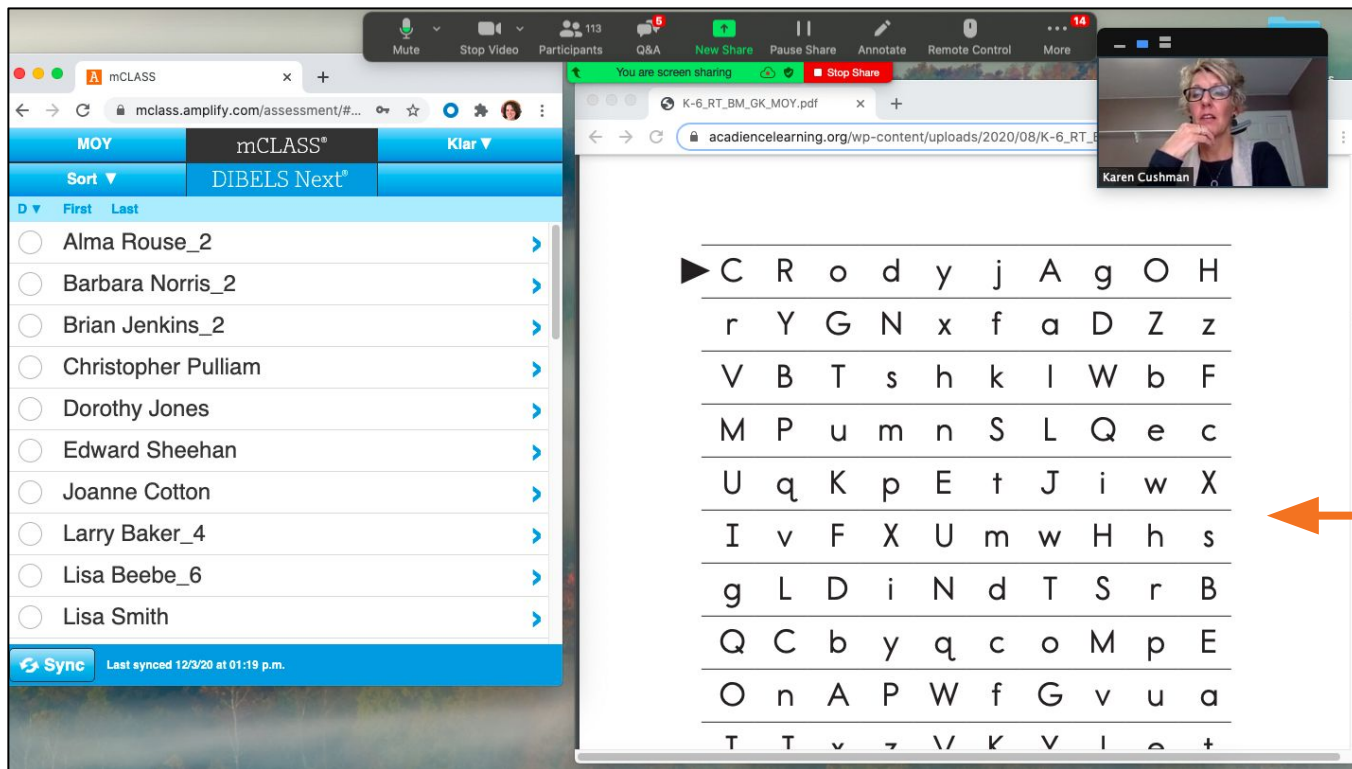 Mute Stop Video Participants 113 Q&A 5 New Share Pause Share Annotate Remote Control More 14
You are screen sharing Stop Share
mCLASS
mclass.amplify.com/assessment/#...
MOY mCLASS® Klar ▼
Sort ▼ DIBELS Next®
D ▼ First Last
Alma Rouse_2
Barbara Norris_2
Brian Jenkins_2
Christopher Pulliam
Dorothy Jones
Edward Sheehan
Joanne Cotton
Larry Baker_4
Lisa Beebe_6
Lisa Smith
Sync Last synced 12/3/20 at 01:19 p.m.
K-6_RT_BM_GK_MOY.pdf
acadiencelearning.org/wp-content/uploads/2020/08/K-6_RT_B
Karen Cushman
C R o d y j A g O H
r Y G N x f a D Z z
V B T s h k l W b F
M P u m n S L Q e c
U q K p E t J i w X
I v F X U m w H h s
g L D i N d T S r B
Q C b y q c o M p E
O n A P W f G v u a